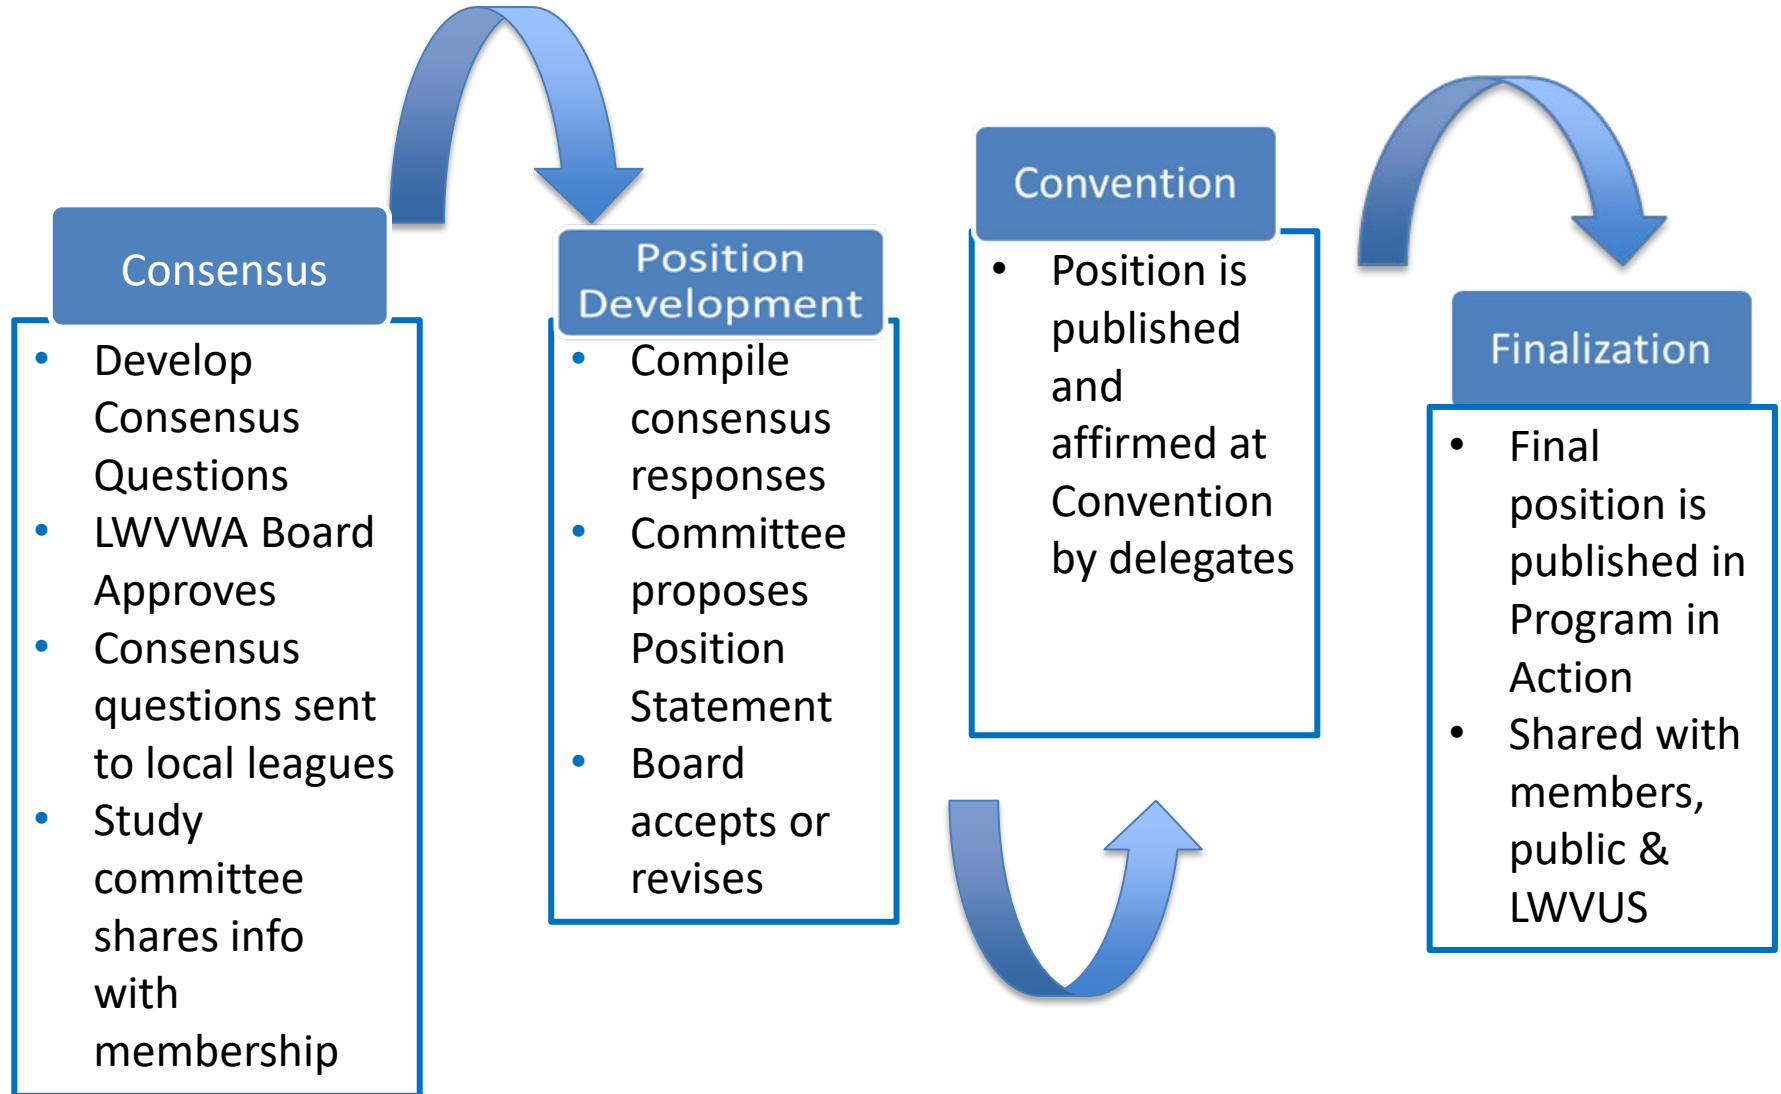 Consensus
• Develop
Consensus
Questions
• LWVWA Board
Approves
• Consensus
questions sent
to local leagues
• Study
committee
shares info
with
membership
Position
Development
• Compile
consensus
responses
• Committee
proposes
Position
Statement
• Board
accepts or
revises
Convention
• Position is
published
and
affirmed at
Convention
by delegates
Finalization
• Final
position is
published in
Program in
Action
• Shared with
members,
public &
LWVUS